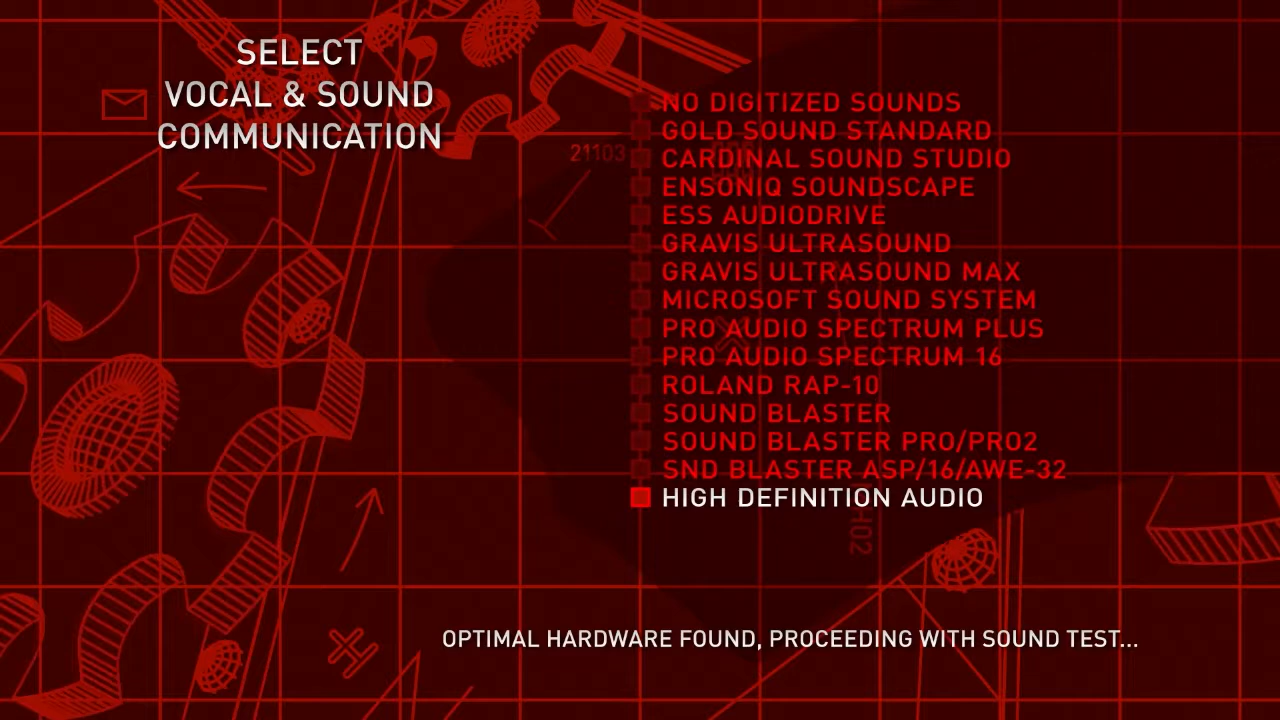 SELECT
VOCAL & SOUND
COMMUNICATION
NO DIGITIZED SOUNDS
GOLD SOUND STANDARD
21103
CARDINAL SOUND STUDIO
ENSONIQ SOUNDSCAPE
ESS AUDIODRIVE
GRAVIS ULTRASOUND
GRAVIS ULTRASOUND MAX
MICROSOFT SOUND SYSTEM
PRO AUDIO SPECTRUM PLUS
PRO AUDIO SPECTRUM 16
ROLAND RAP-10
SOUND BLASTER
SOUND BLASTER PRO/PRO2
SND BLASTER ASP/16/AWE-32
HIGH DEFINITION AUDIO
OPTIMAL HARDWARE FOUND, PROCEEDING WITH SOUND TEST...